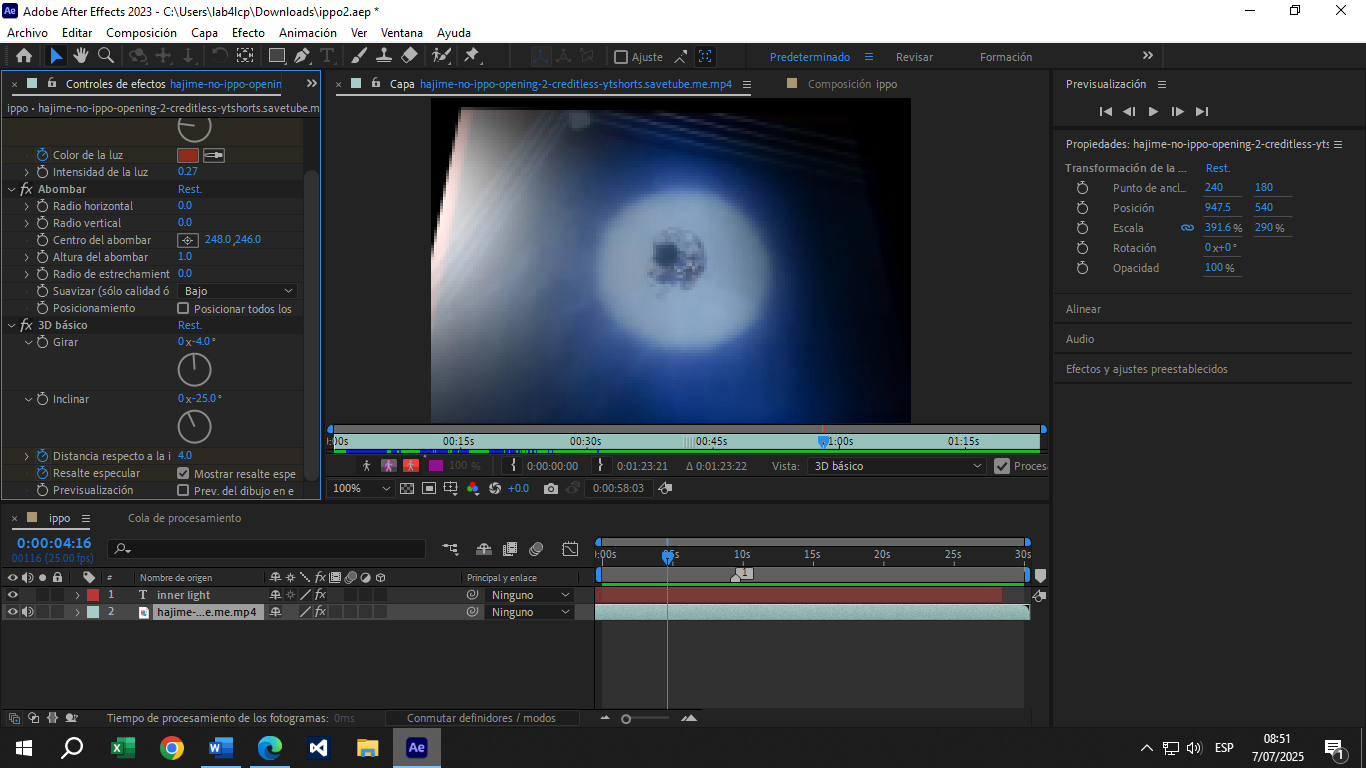 Ae Adobe After Effects 2023 - C:\Users\lab4lcp\Downloads\ippo2.aep *
Archivo Editar Composición Capa Efecto Animación Ver Ventana Ayuda
Ajuste Predeterminado Revisar Formación
Controles de efectos hajime-no-ippo-openin
ippo • hajime-no-ippo-opening-2-creditless-ytshorts.savetube.m
Color de la luz
Intensidad de la luz 0.27
fx Abombar Rest.
Radio horizontal 0.0
Radio vertical 0.0
Centro del abombar 248.0,246.0
Altura del abombar 1.0
Radio de estrechamient 0.0
Suavizar (sólo calidad ó Bajo
Posicionamiento Posicionar todos los
fx 3D básico Rest.
Girar 0x-4.0°
Inclinar 0x-25.0°
Distancia respecto a la i 4.0
Resalte especular Mostrar resalte espe
Previsualización Prev. del dibujo en e
Capa hajime-no-ippo-opening-2-creditless-ytshorts.savetube.me.mp4 Composición ippo
:00s 00:15s 00:30s 00:45s 01:00s 01:15s
100 % 0:00:00:00 0:01:23:21 Δ 0:01:23:22 Vista: 3D básico Proces
100% +0.0 0:00:58:03
Previsualización
Propiedades: hajime-no-ippo-opening-2-creditless-yts
Transformación de la ... Rest.
Punto de ancl... 240 180
Posición 947.5 540
Escala 391.6 % 290 %
Rotación 0x+0°
Opacidad 100 %
Alinear
Audio
Efectos y ajustes preestablecidos
ippo Cola de procesamiento
0:00:04:16
00116 (25.00 fps)
):00s 05s 10s 15s 20s 25s 30s
1
# Nombre de origen fx Principal y enlace
1 T inner light fx Ninguno
2 hajime-...e.me.mp4 fx Ninguno
Tiempo de procesamiento de los fotogramas: 0ms Conmutar definidores / modos
Ae ESP 08:51
7/07/2025 1